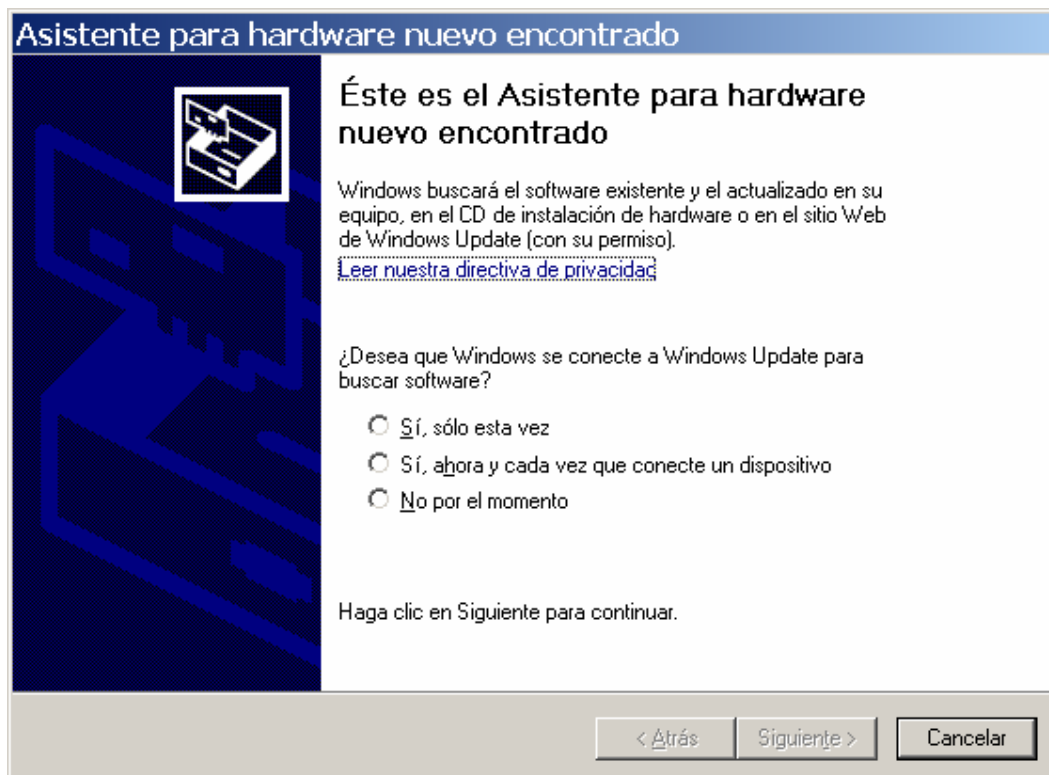 Asistente para hardware nuevo encontrado
Éste es el Asistente para hardware
nuevo encontrado
Windows buscará el software existente y el actualizado en su
equipo, en el CD de instalación de hardware o en el sitio Web
de Windows Update (con su permiso).
Leer nuestra directiva de privacidad
¿Desea que Windows se conecte a Windows Update para
buscar software?
Sí, sólo esta vez
Sí, ahora y cada vez que conecte un dispositivo
No por el momento
Haga clic en Siguiente para continuar.
< Atrás
Siguiente >
Cancelar